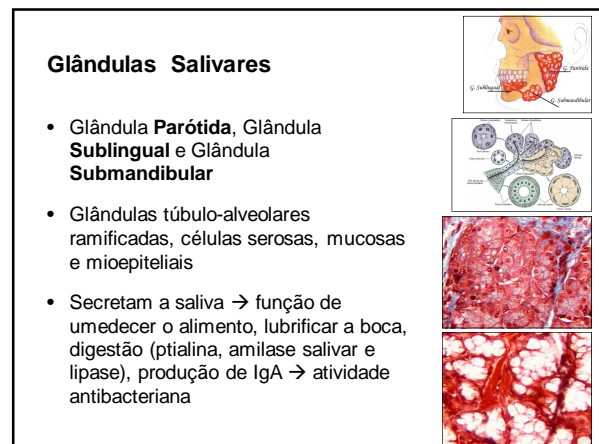 Glândulas Salivares
• Glândula Parótida, Glândula
Sublingual e Glândula
Submandibular
• Glândulas túbulo-alveolares
ramificadas, células serosas, mucosas
e mioepiteliais
• Secretam a saliva → função de
umedecer o alimento, lubrificar a boca,
digestão (ptialina, amilase salivar e
lipase), produção de IgA → atividade
antibacteriana
G. Parótida
G. Sublingual
G. Submandibular